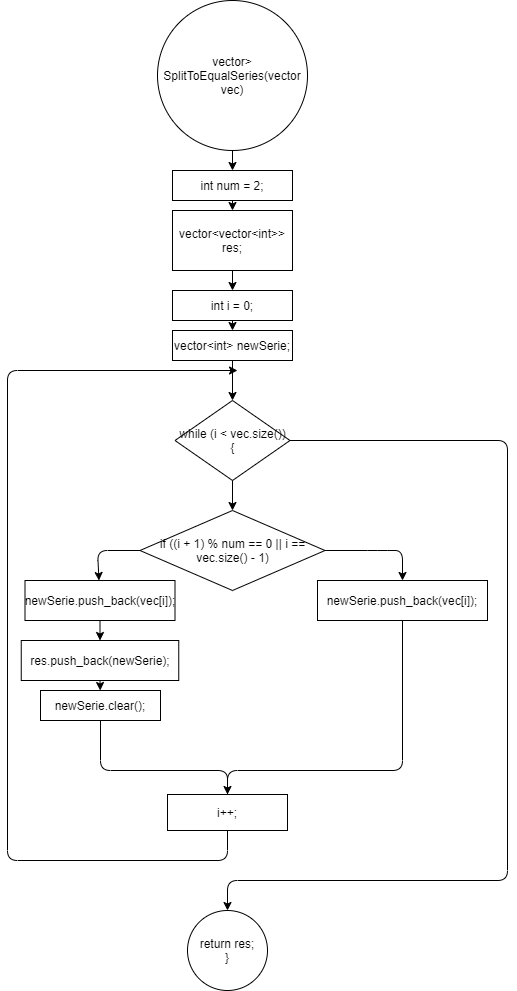 vector>
SplitToEqualSeries(vector
vec)
int num = 2;
vector<vector<int>>
res;
int i = 0;
vector<int> newSerie;
while (i < vec.size())
{
if ((i + 1) % num == 0 || i ==
vec.size() - 1)
newSerie.push_back(vec[i]);
newSerie.push_back(vec[i]);
res.push_back(newSerie);
newSerie.clear();
i++;
return res;
}